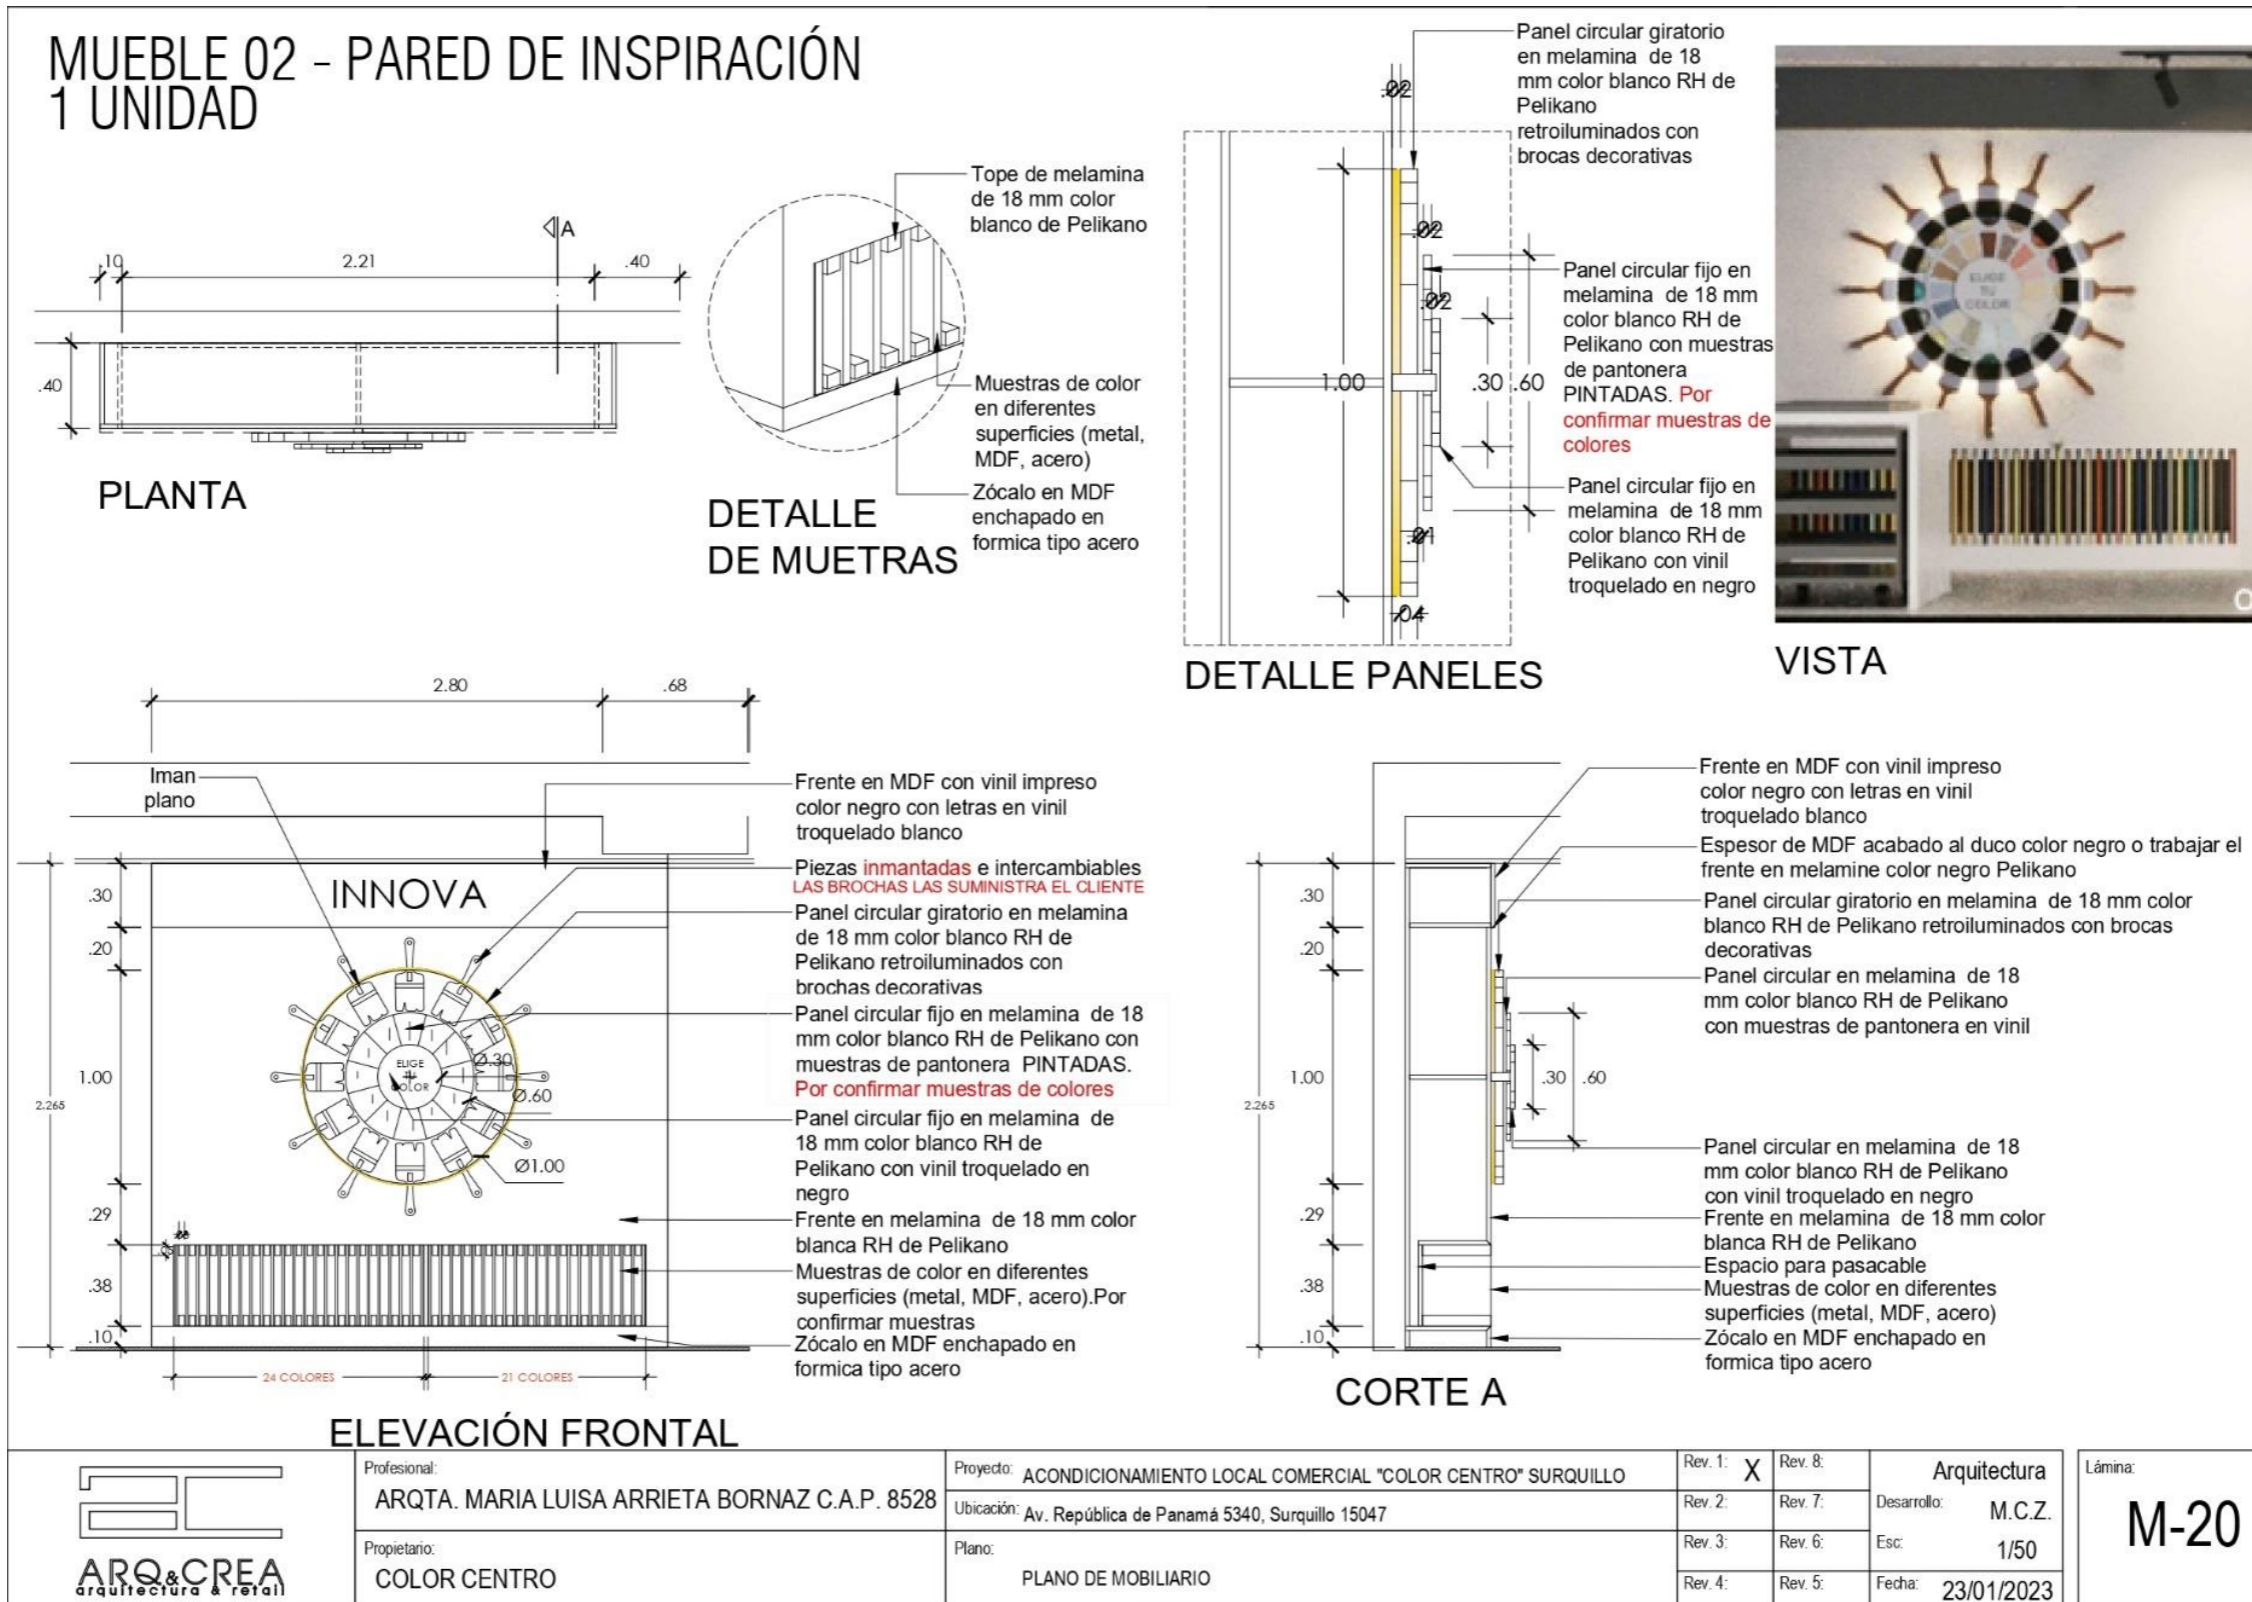 MUEBLE 02 - PARED DE INSPIRACIÓN
1 UNIDAD
.10
2.21
A
.40
.40
PLANTA
Tope de melamina
de 18 mm color
blanco de Pelikano
Muestras de color
en diferentes
superficies (metal,
MDF, acero)
Zócalo en MDF
enchapado en
formica tipo acero
DETALLE
DE MUETRAS
Panel circular giratorio
en melamina de 18
mm color blanco RH de
Pelikano
retroiluminados con
brocas decorativas
Panel circular fijo en
melamina de 18 mm
color blanco RH de
Pelikano con muestras
de pantonera
PINTADAS. Por
confirmar muestras de
colores
Panel circular fijo en
melamina de 18 mm
color blanco RH de
Pelikano con vinil
troquelado en negro
.02
.02
.02
1.00
.30
.60
.01
.04
DETALLE PANELES
ELIGE
TU
COLOR
VISTA
2.80
.68
Iman
plano
INNOVA
.30
.20
1.00
2.265
.29
.38
.10
ELIGE
TU
COLOR
Ø.30
Ø.60
Ø1.00
24 COLORES
21 COLORES
Frente en MDF con vinil impreso
color negro con letras en vinil
troquelado blanco
Piezas inmantadas e intercambiables
LAS BROCHAS LAS SUMINISTRA EL CLIENTE
Panel circular giratorio en melamina
de 18 mm color blanco RH de
Pelikano retroiluminados con
brochas decorativas
Panel circular fijo en melamina de 18
mm color blanco RH de Pelikano con
muestras de pantonera PINTADAS.
Por confirmar muestras de colores
Panel circular fijo en melamina de
18 mm color blanco RH de
Pelikano con vinil troquelado en
negro
Frente en melamina de 18 mm color
blanca RH de Pelikano
Muestras de color en diferentes
superficies (metal, MDF, acero).Por
confirmar muestras
Zócalo en MDF enchapado en
formica tipo acero
ELEVACIÓN FRONTAL
.30
.20
1.00
2.265
.29
.38
.10
.30
.60
Frente en MDF con vinil impreso
color negro con letras en vinil
troquelado blanco
Espesor de MDF acabado al duco color negro o trabajar el
frente en melamine color negro Pelikano
Panel circular giratorio en melamina de 18 mm color
blanco RH de Pelikano retroiluminados con brocas
decorativas
Panel circular en melamina de 18
mm color blanco RH de Pelikano
con muestras de pantonera en vinil
Panel circular en melamina de 18
mm color blanco RH de Pelikano
con vinil troquelado en negro
Frente en melamina de 18 mm color
blanca RH de Pelikano
Espacio para pasacable
Muestras de color en diferentes
superficies (metal, MDF, acero)
Zócalo en MDF enchapado en
formica tipo acero
CORTE A
ARQ&CREA
arquitectura & retail
Profesional:
ARQTA. MARIA LUISA ARRIETA BORNAZ C.A.P. 8528
Propietario:
COLOR CENTRO
Proyecto: ACONDICIONAMIENTO LOCAL COMERCIAL "COLOR CENTRO" SURQUILLO
Ubicación: Av. República de Panamá 5340, Surquillo 15047
Plano:
PLANO DE MOBILIARIO
Rev. 1: X
Rev. 8:
Rev. 2:
Rev. 7:
Rev. 3:
Rev. 6:
Rev. 4:
Rev. 5:
Arquitectura
Desarrollo: M.C.Z.
Esc: 1/50
Fecha: 23/01/2023
Lámina:
M-20